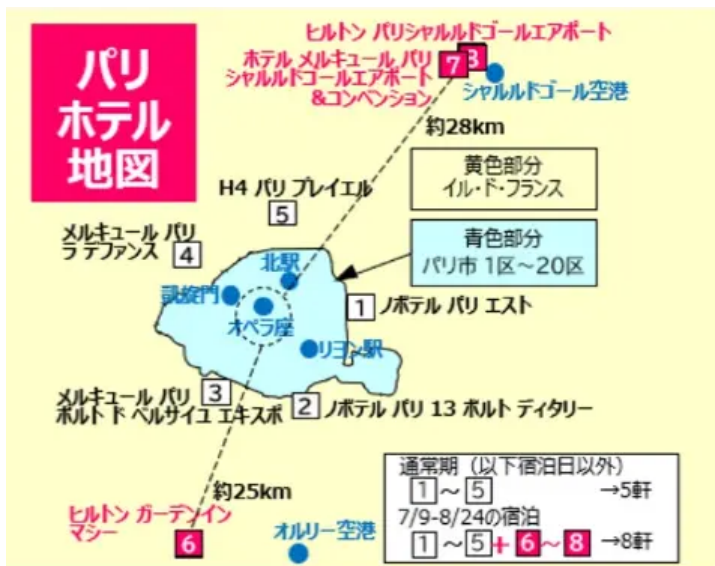 パリ
ホテル
地図
ヒルトン パリシャルルドゴールエアポート
ホテル メルキュール パリ
シャルルドゴールエアポート
&コンベンション
7
8
シャルルドゴール空港
約28km
黄色部分
イル・ド・フランス
H4 パリ プレイエル
5
青色部分
パリ市 1区～20区
メルキュール パリ
ラ デファンス
4
北駅
凱旋門
オペラ座
1
ノボテル パリ エスト
リヨン駅
メルキュール パリ
ポルト ド ベルサイユ エキスポ
3
2
ノボテル パリ 13 ポルト ディタリー
約25km
ヒルトン ガーデンイン
マシー
6
オルリー空港
通常期（以下宿泊日以外）
1～5 →5軒
7/9-8/24の宿泊
1～5+6～8 →8軒